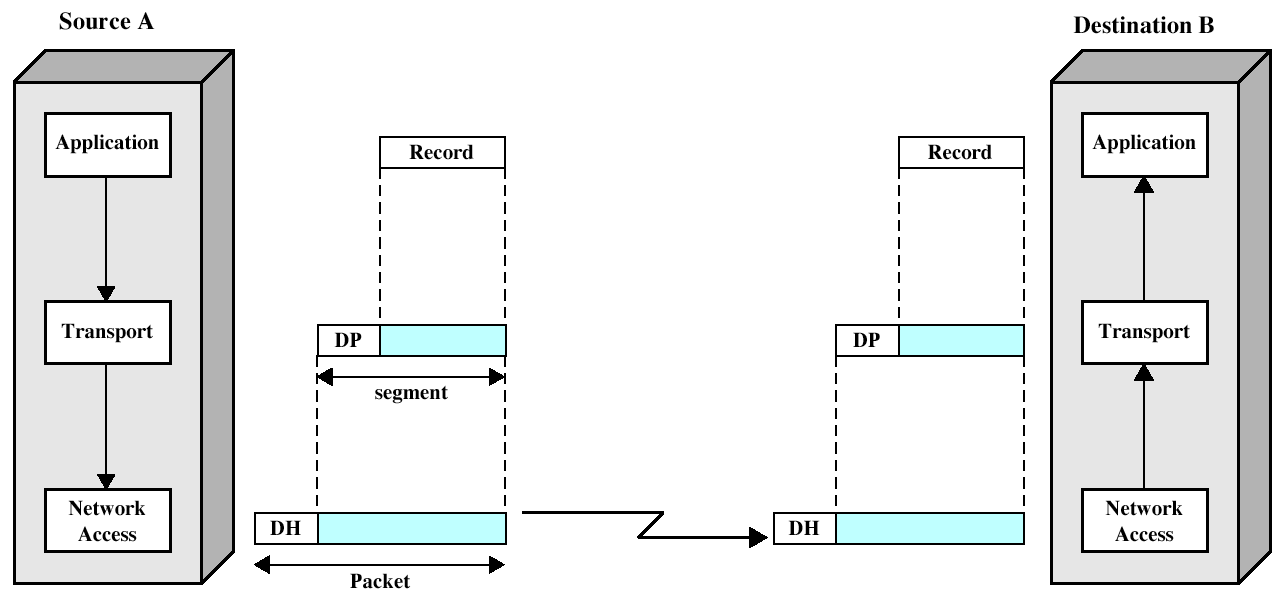 Source A
Destination B
Application
Record
Record
Application
Transport
DP
DP
Transport
segment
Network
Access
DH
DH
Network
Access
Packet